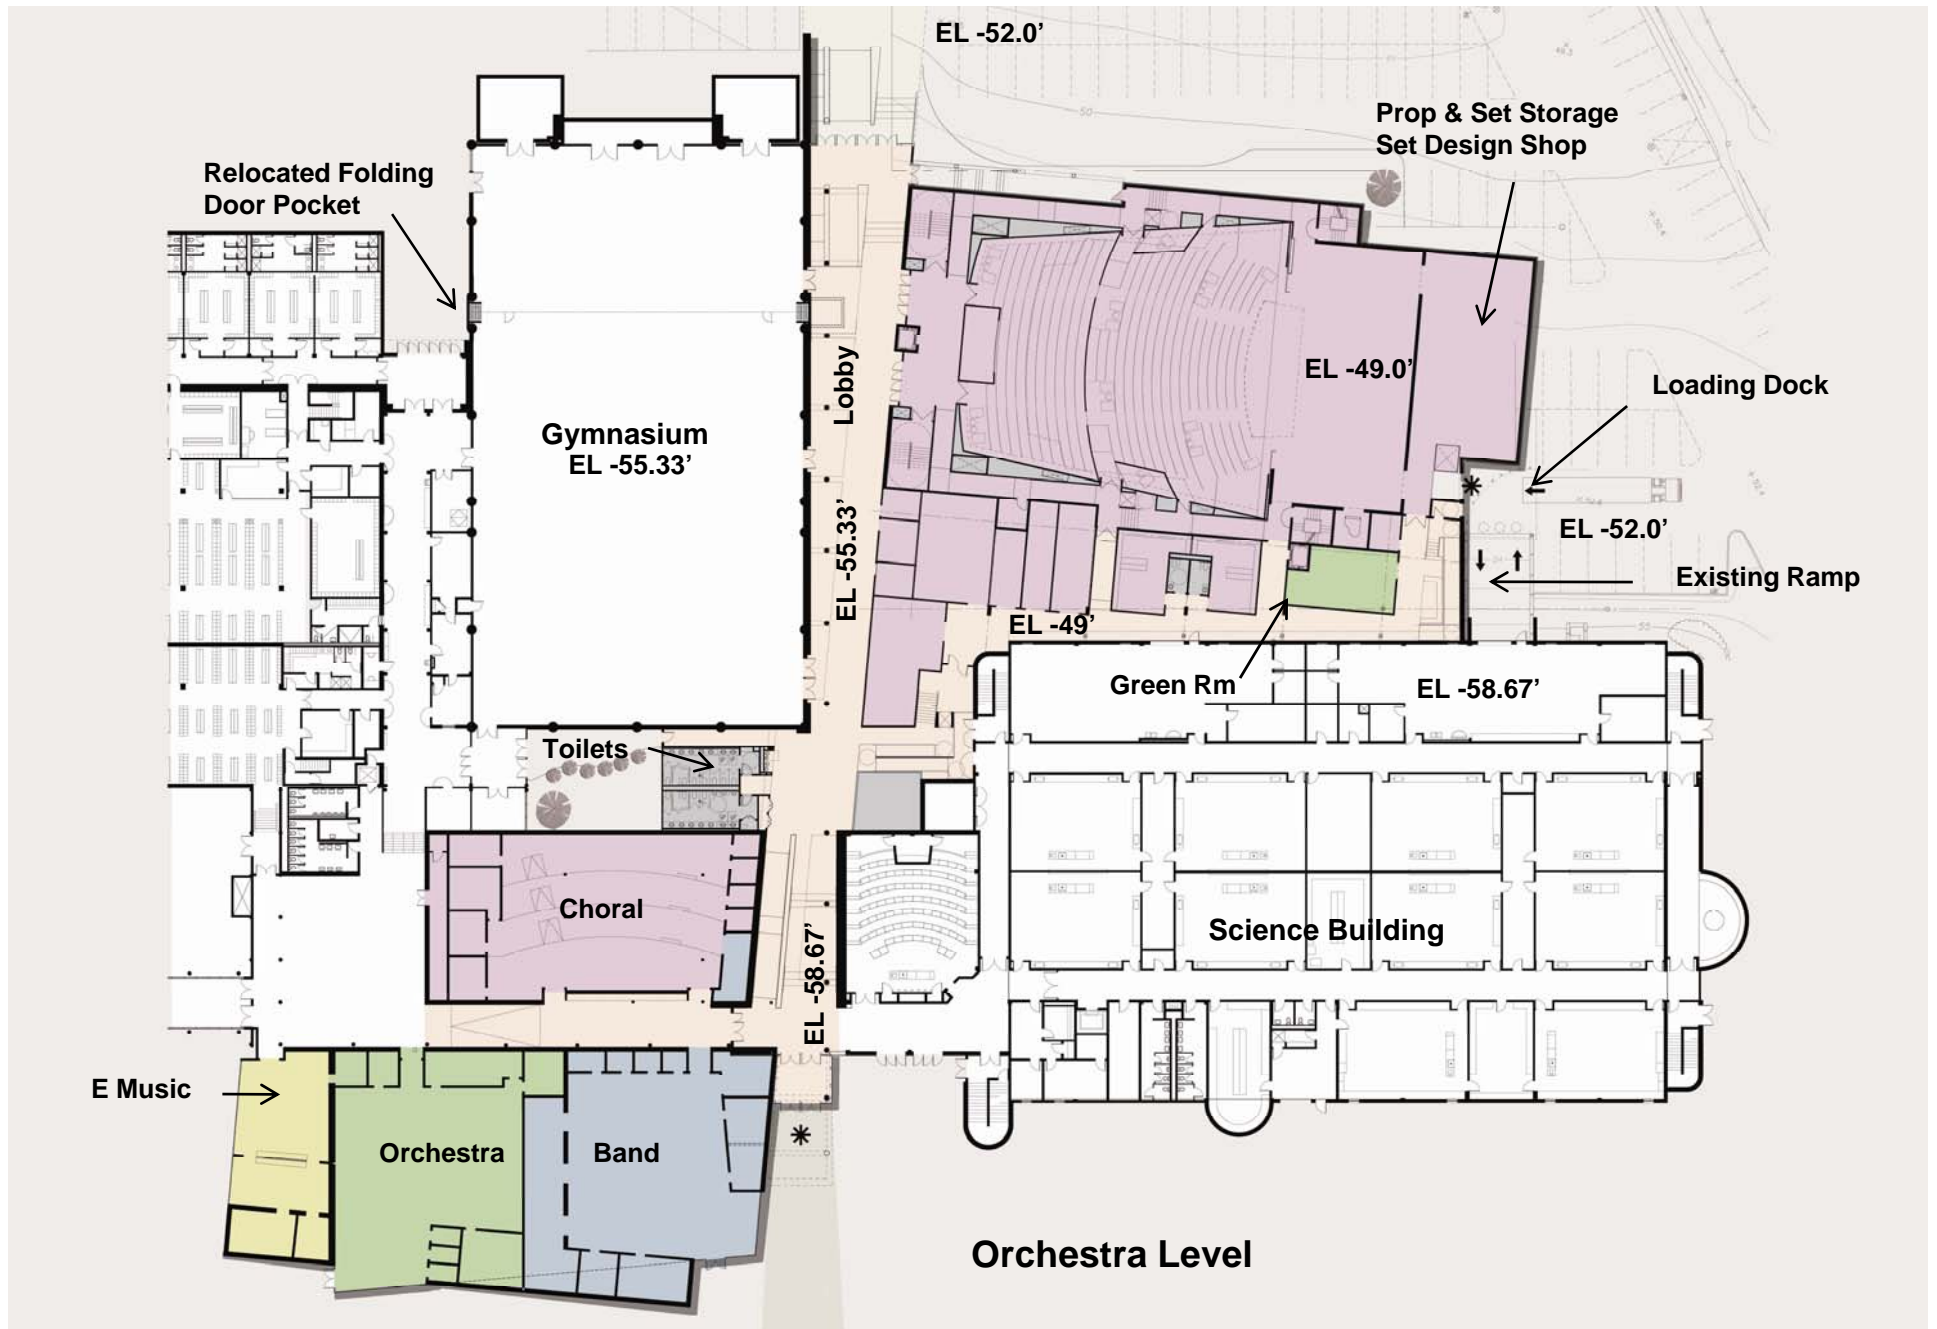 EL -52.0’
Prop & Set Storage
Set Design Shop
Relocated Folding
Door Pocket
Lobby
EL -49.0’
Loading Dock
Gymnasium
EL -55.33’
EL -55.33’
EL -52.0’
Existing Ramp
EL -49’
Green Rm
EL -58.67’
Toilets
Choral
Science Building
EL -58.67’
E Music
Orchestra
Band
Orchestra Level